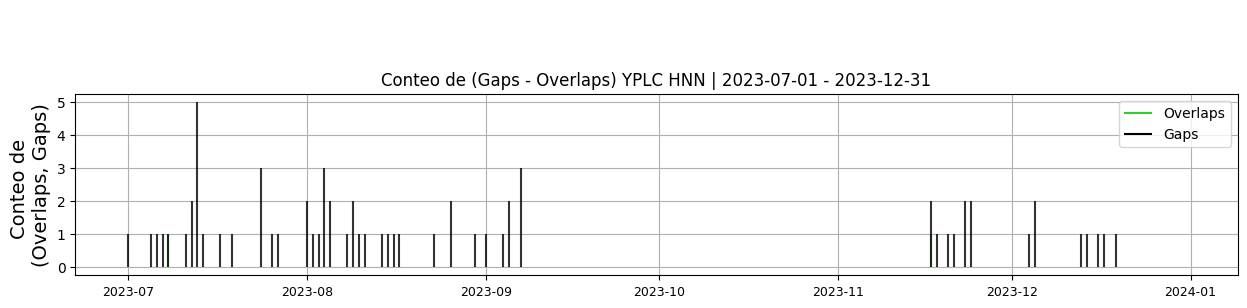 Conteo de (Gaps - Overlaps) YPLC HNN | 2023-07-01 - 2023-12-31
Conteo de
(Overlaps, Gaps)
5
4
3
2
1
0
Overlaps
Gaps
2023-07 2023-08 2023-09 2023-10 2023-11 2023-12 2024-01